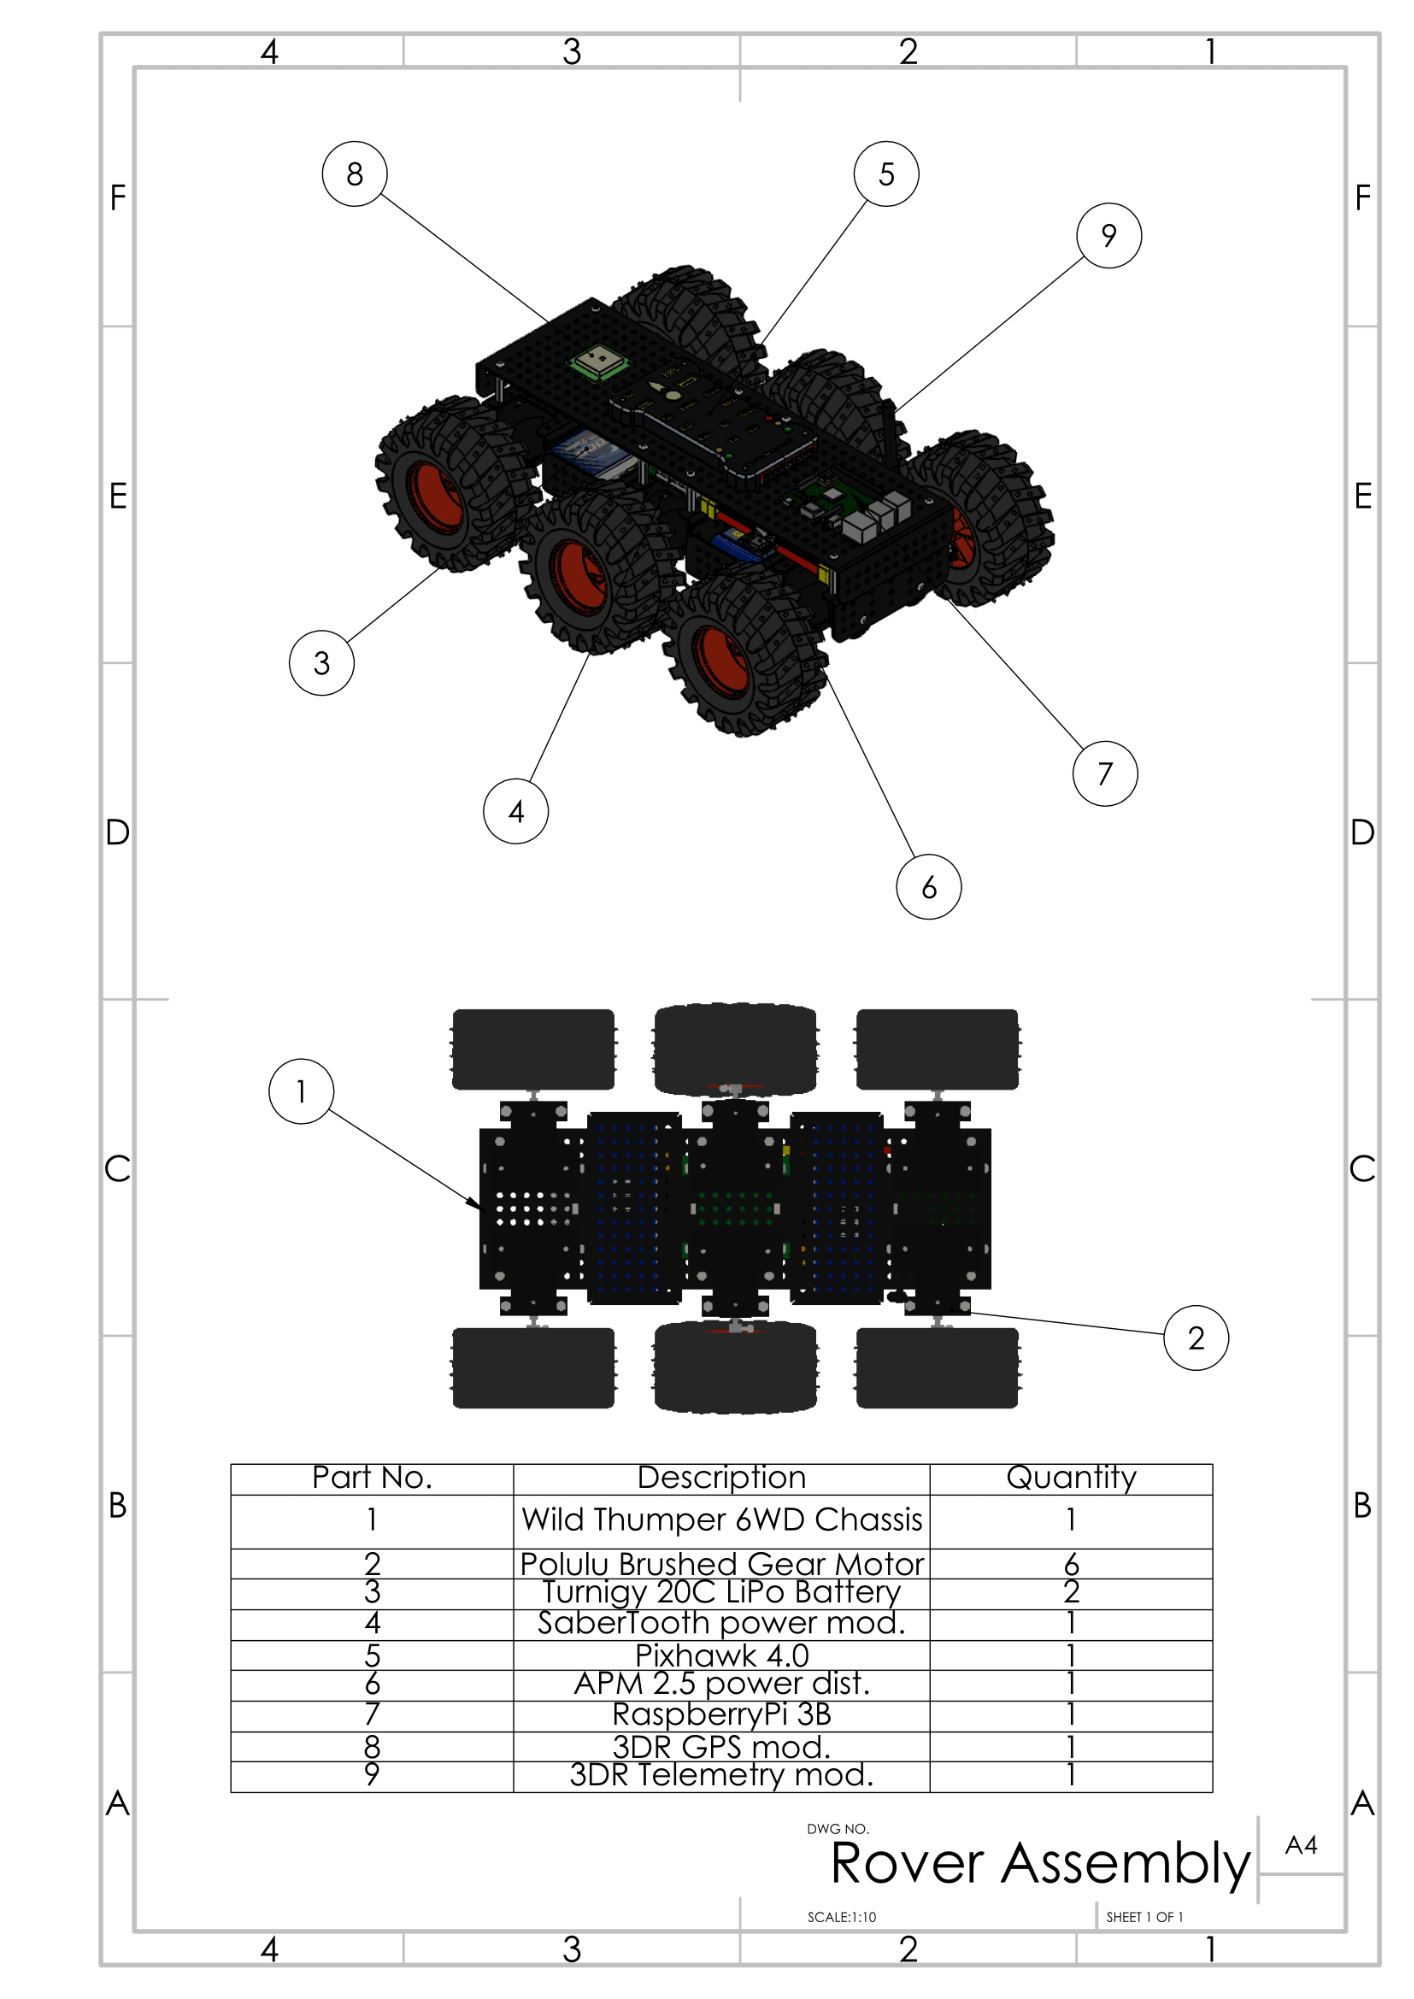 4 3 2 1
8 5
F F
9
E E
3
7
4
D D
6
1
C C
2
Part No. Description Quantity
B B
1 Wild Thumper 6WD Chassis 1
2 Polulu Brushed Gear Motor 6
3 Turnigy 20C LiPo Battery 2
4 SaberTooth power mod. 1
5 Pixhawk 4.0 1
6 APM 2.5 power dist. 1
7 RaspberryPi 3B 1
8 3DR GPS mod. 1
9 3DR Telemetry mod. 1
A A
DWG NO.
Rover Assembly A4
SCALE:1:10 SHEET 1 OF 1
4 3 2 1